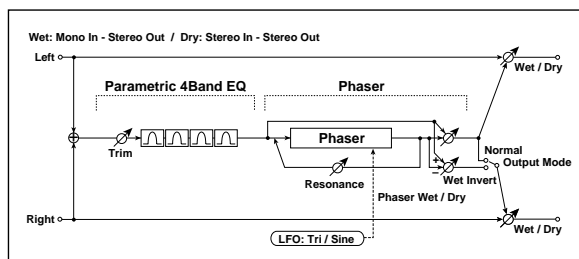 Wet: Mono In - Stereo Out / Dry: Stereo In - Stereo Out
Left
Wet / Dry
Parametric 4Band EQ
Phaser
+
Trim
Phaser
Resonance
+
−
Wet Invert
Normal
Output Mode
Phaser Wet / Dry
Right
LFO: Tri / Sine
Wet / Dry